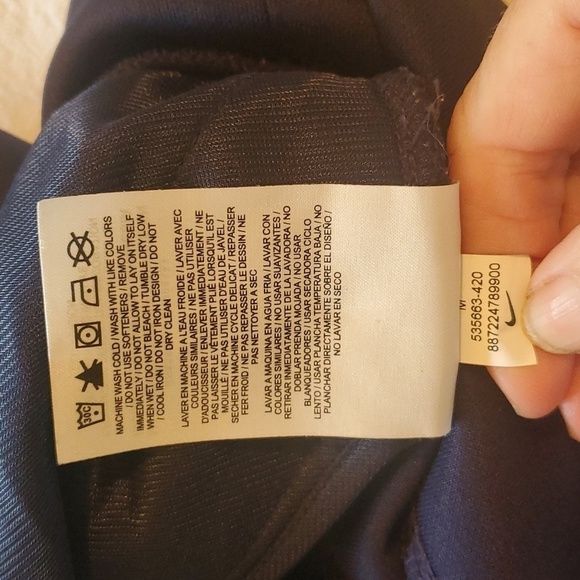 30C
MACHINE WASH COLD / WASH WITH LIKE COLORS
/ DO NOT USE SOFTENERS / REMOVE
IMMEDIATELY / DO NOT ALLOW TO LAY ON ITSELF
WHEN WET / DO NOT BLEACH / TUMBLE DRY LOW
/ COOL IRON / DO NOT IRON DESIGN / DO NOT
DRY CLEAN
LAVER EN MACHINE A L'EAU FROIDE / LAVER AVEC
COULEURS SIMILAIRES / NE PAS UTILISER
D'ADOUCISSEUR / ENLEVER IMMEDIATEMENT / NE
PAS LAISSER LE VETEMENT PLIE LORSQU'IL EST
MOUILLÉ / NE PAS UTILISER D'EAU DE JAVEL /
SECHER EN MACHINE CYCLE DELICAT / REPASSER
FER FROID / NE PAS REPASSER LE DESSIN / NE
PAS NETTOYER A SEC
LAVAR A MAQUINA EN AGUA FRIA / LAVAR CON
COLORES SIMILARES / NO USAR SUAVIZANTES /
RETIRAR IMMEDIATAMENTE DE LA LAVADORA / NO
DOBLAR PRENDA MOJADA / NO USAR
BLANQUEADORES / USAR SECADORA CICLO
LENTO / USAR PLANCHA TEMPERATURA BAJA / NO
PLANCHAR DIRECTAMENTE SOBRE EL DISEÑO /
NO LAVAR EN SECO
M
535663-420
887224789900